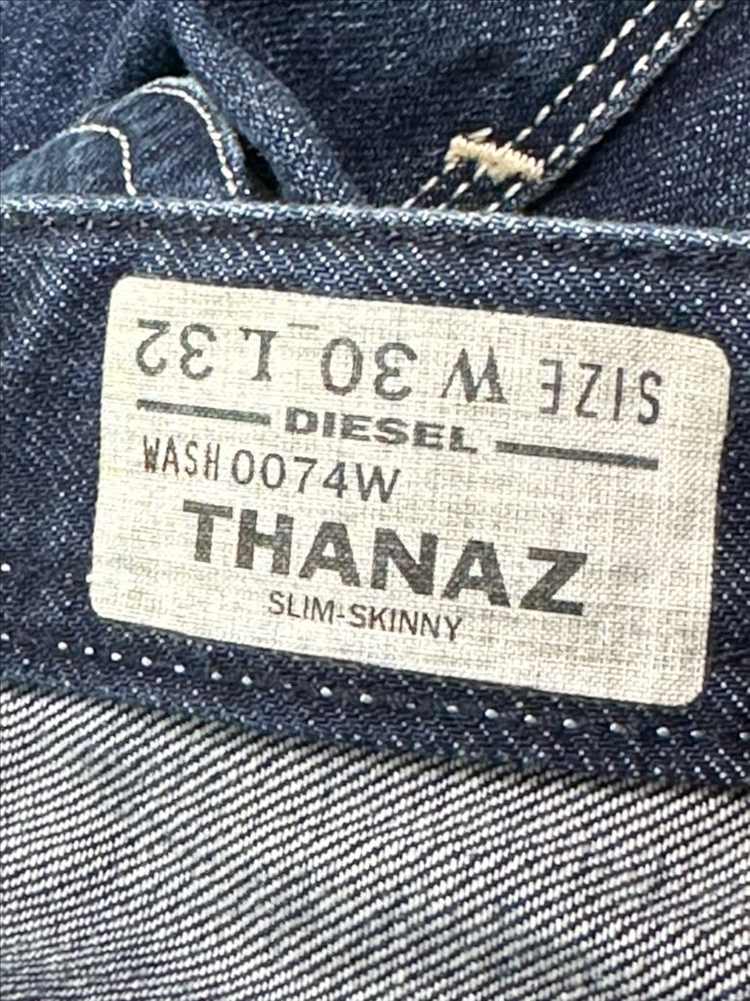 SIZE W 30 L 32
DIESEL
WASH 0074W
THANAZ
SLIM-SKINNY